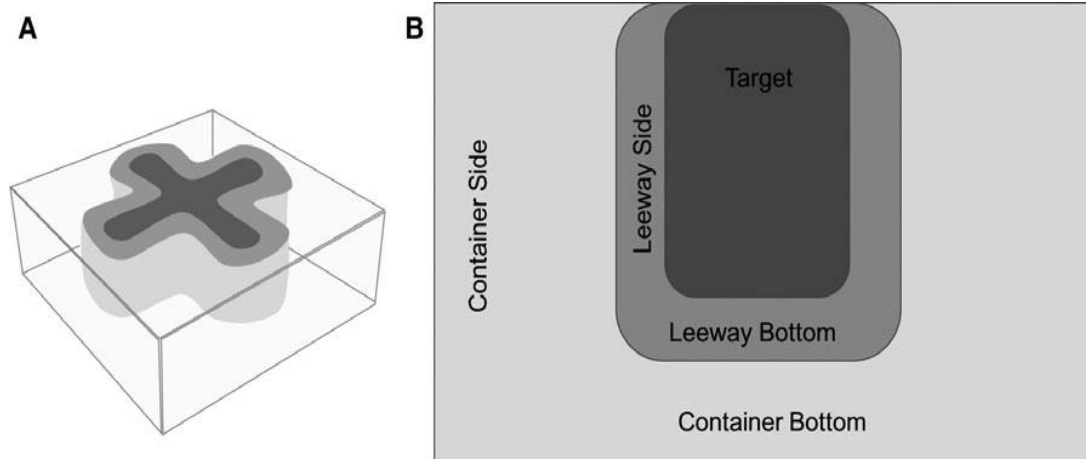 A
B
Target
Leeway Side
Container Side
Leeway Bottom
Container Bottom